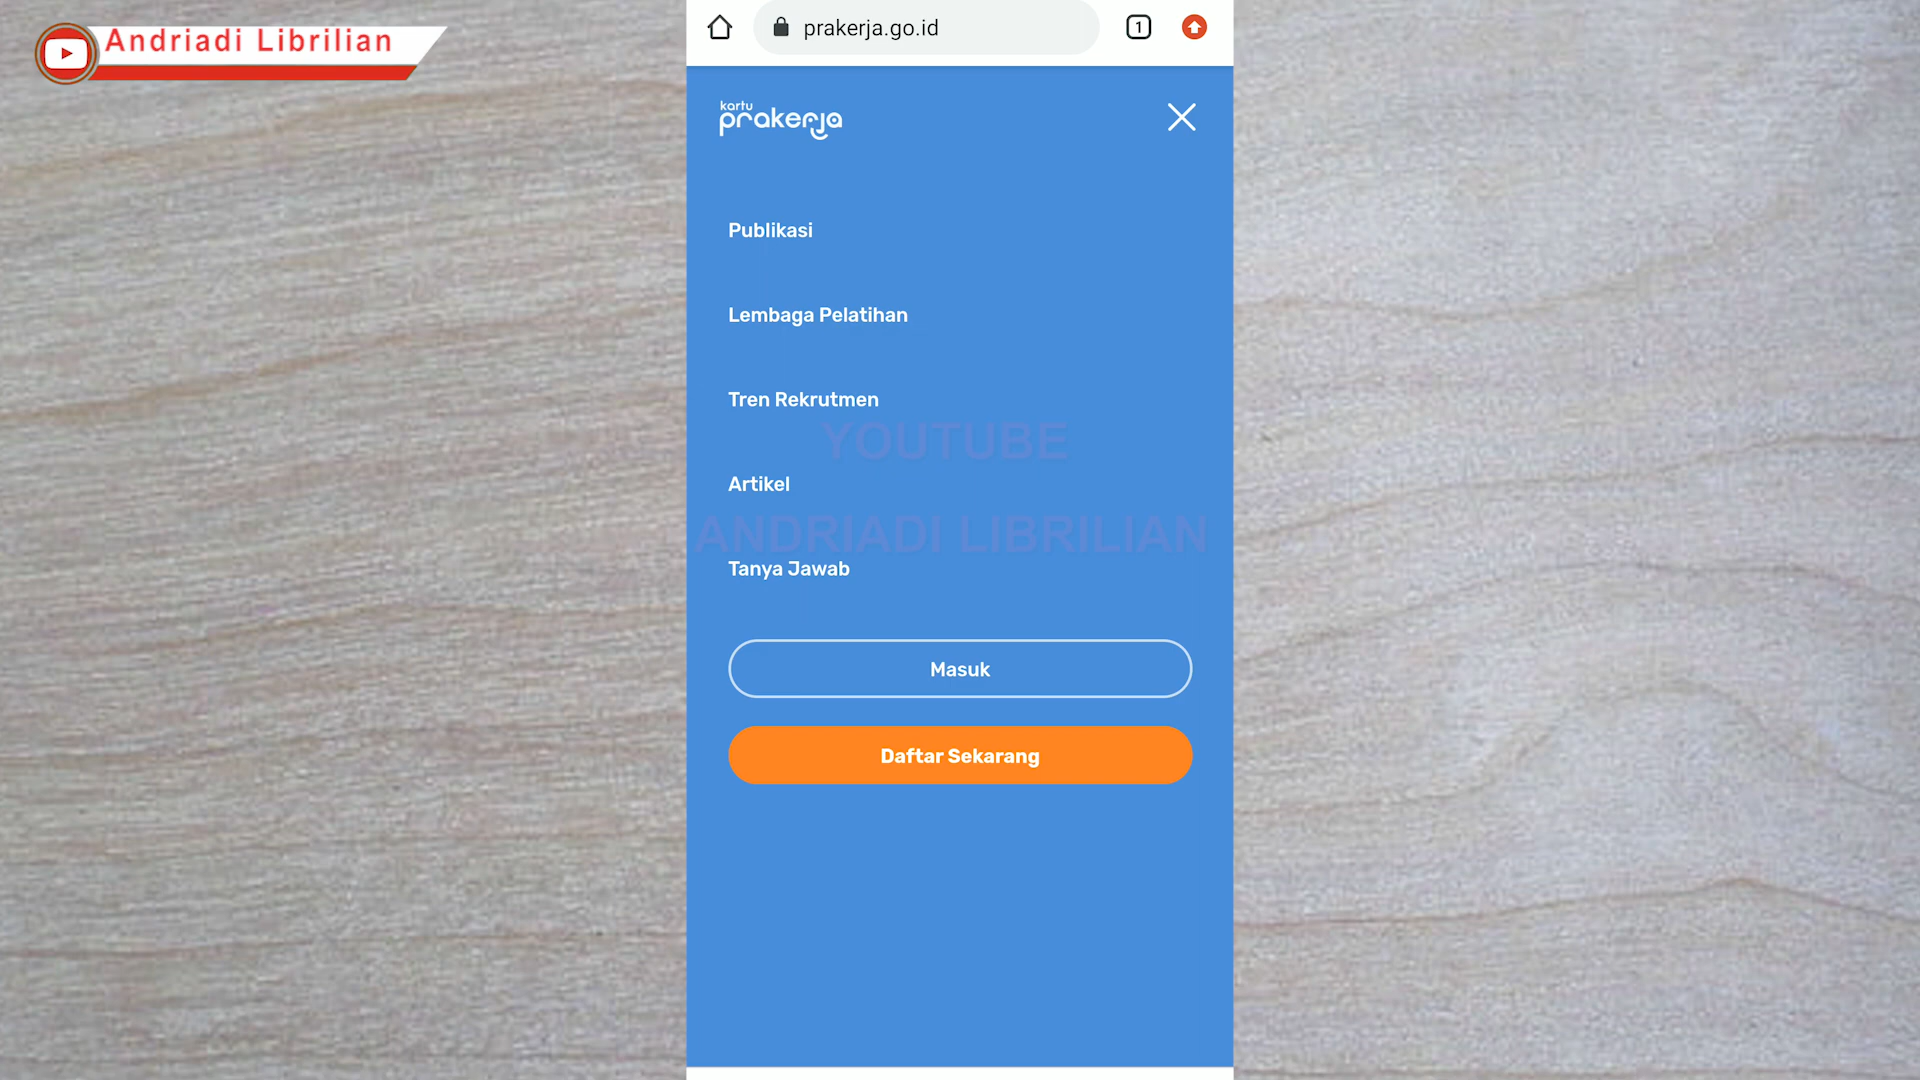 Andriadi Librilian
prakerja.go.id
1
kartu
prakerja
Publikasi
Lembaga Pelatihan
Tren Rekrutmen
YOUTUBE
Artikel
ANDRIADI LIBRILIAN
Tanya Jawab
Masuk
Daftar Sekarang